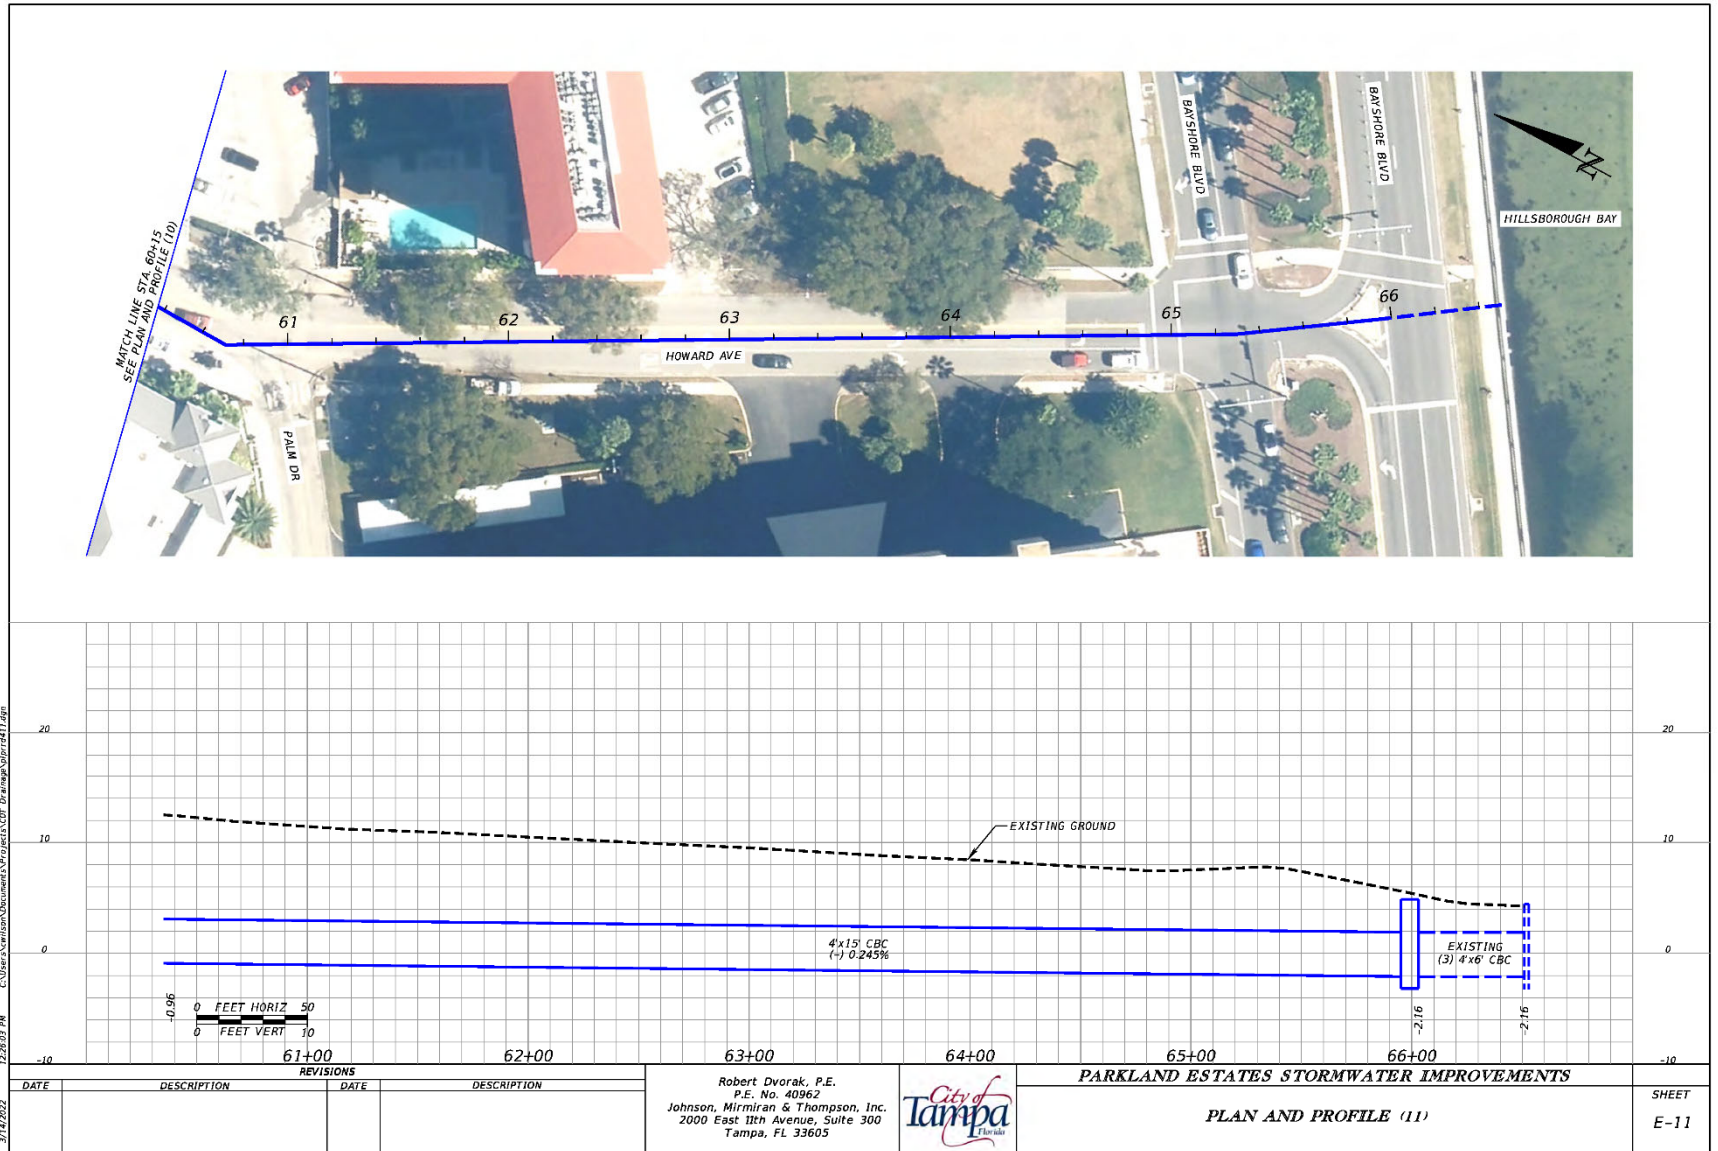 MATCH LINE STA. 60+15
SEE PLAN AND PROFILE (10)
BAYSHORE BLVD
BAYSHORE BLVD
N
HILLSBOROUGH BAY
61
62
63
64
65
66
HOWARD AVE
PALM DR
20
20
10
10
0
0
-10
-10
EXISTING GROUND
4'x15' CBC
(-) 0.245%
EXISTING
(3) 4'x6' CBC
-0.96
-2.16
-2.16
0 FEET HORIZ 50
0 FEET VERT 10
61+00
62+00
63+00
64+00
65+00
66+00
3/14/2022 12:26:03 PM
REVISIONS
DATE DESCRIPTION DATE DESCRIPTION
Robert Dvorak, P.E.
P.E. No. 40962
Johnson, Mirmiran & Thompson, Inc.
2000 East 11th Avenue, Suite 300
Tampa, FL 33605
City of
Tampa
Florida
PARKLAND ESTATES STORMWATER IMPROVEMENTS
PLAN AND PROFILE (11)
SHEET
E-11